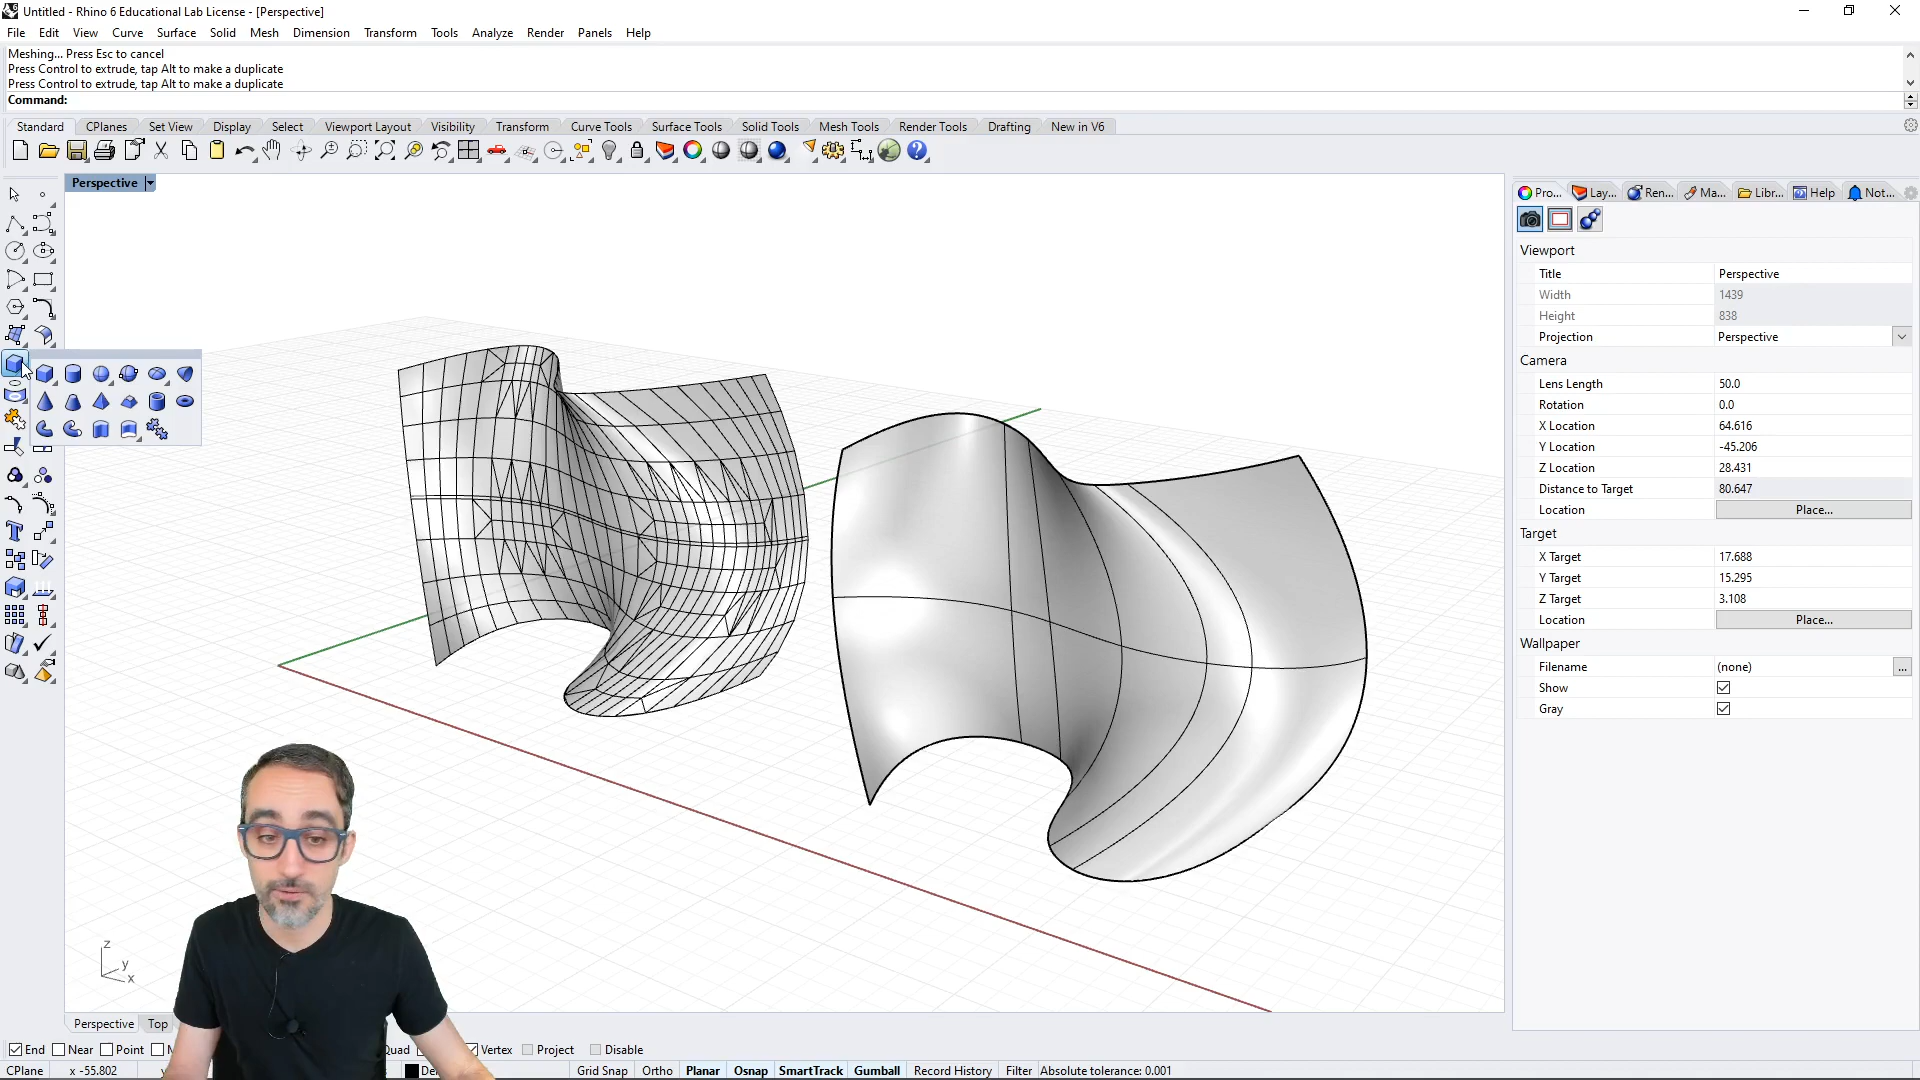 Untitled - Rhino 6 Educational Lab License - [Perspective]
File Edit View Curve Surface Solid Mesh Dimension Transform Tools Analyze Render Panels Help
Meshing... Press Esc to cancel
Press Control to extrude, tap Alt to make a duplicate
Press Control to extrude, tap Alt to make a duplicate
Command:
Standard CPlanes Set View Display Select Viewport Layout Visibility Transform Curve Tools Surface Tools Solid Tools Mesh Tools Render Tools Drafting New in V6
Perspective
Pro... Lay... Ren... Ma... Libr... Help Not...
Viewport
Title Perspective
Width 1439
Height 838
Projection Perspective
Camera
Lens Length 50.0
Rotation 0.0
X Location 64.616
Y Location -45.206
Z Location 28.431
Distance to Target 80.647
Location Place...
Target
X Target 17.688
Y Target 15.295
Z Target 3.108
Location Place...
Wallpaper
Filename (none) ...
Show
Gray
z
y
x
Perspective Top
End Near Point Quad Vertex Project Disable
CPlane x -55.802 Grid Snap Ortho Planar Osnap SmartTrack Gumball Record History Filter Absolute tolerance: 0.001